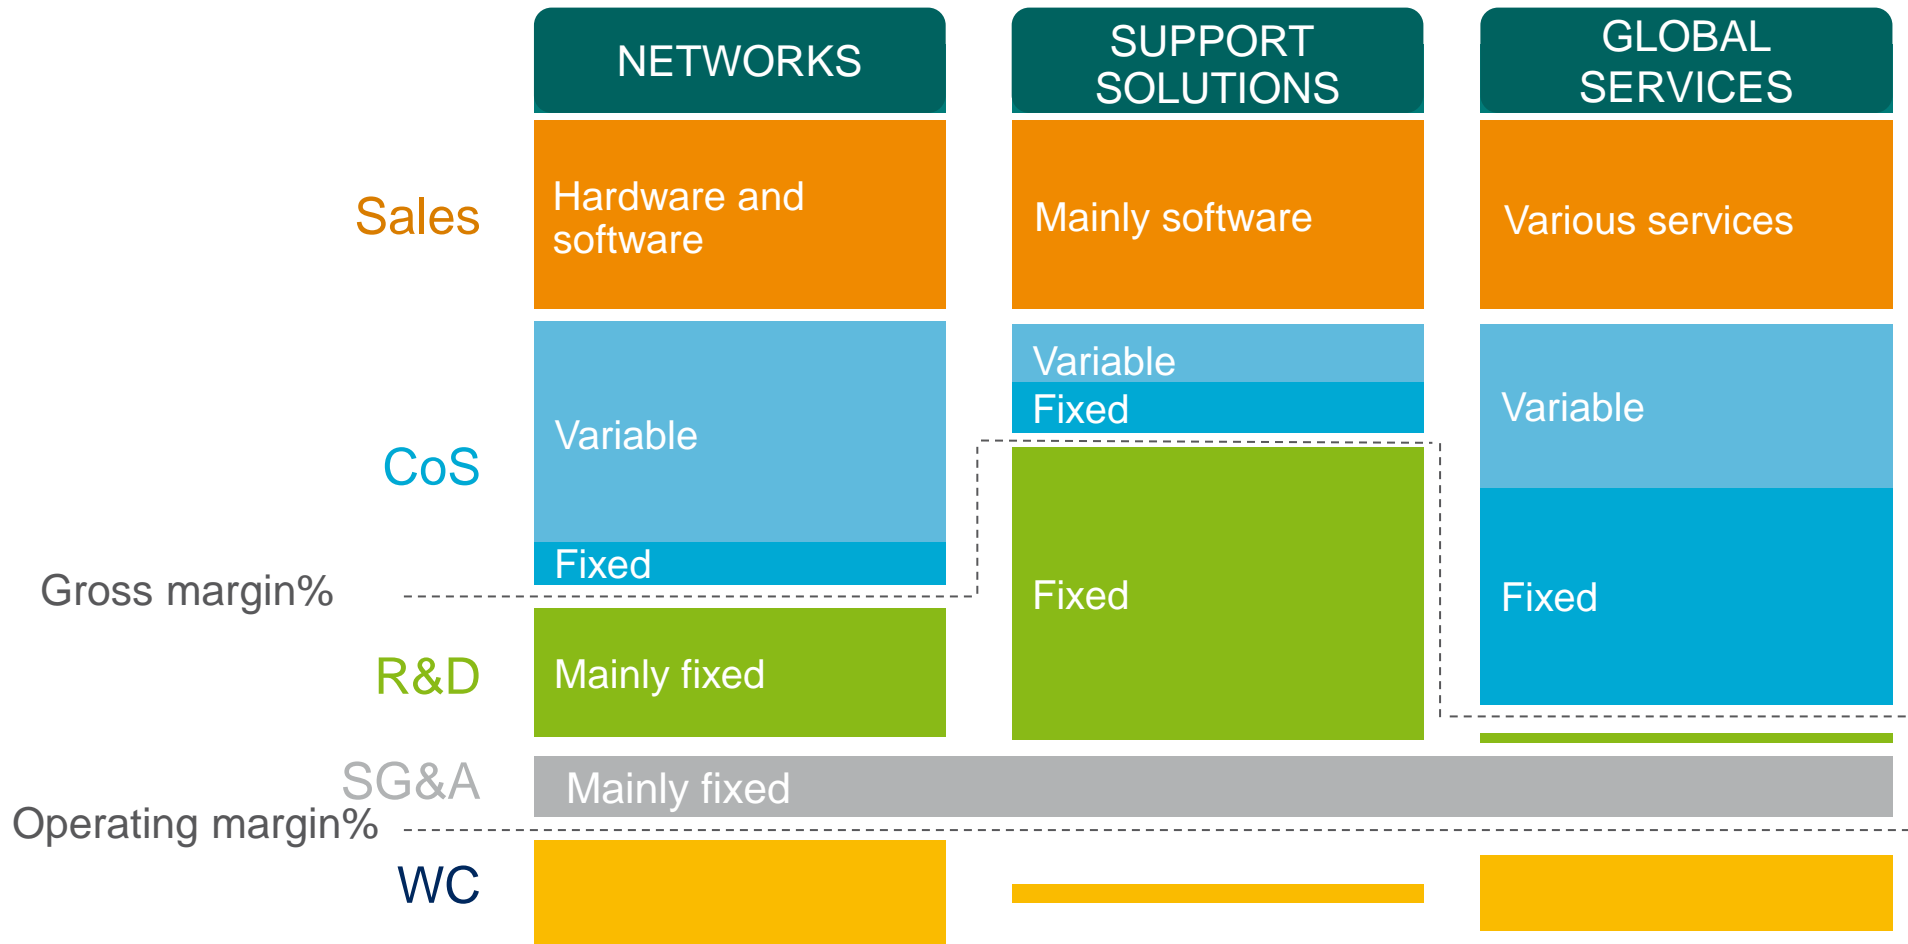 NETWORKS
SUPPORT
SOLUTIONS
GLOBAL
SERVICES
Sales
Hardware and
software
Mainly software
Various services
CoS
Variable
Fixed
Variable
Fixed
Variable
Fixed
Gross margin%
R&D
Mainly fixed
Fixed
SG&A
Mainly fixed
Operating margin%
WC